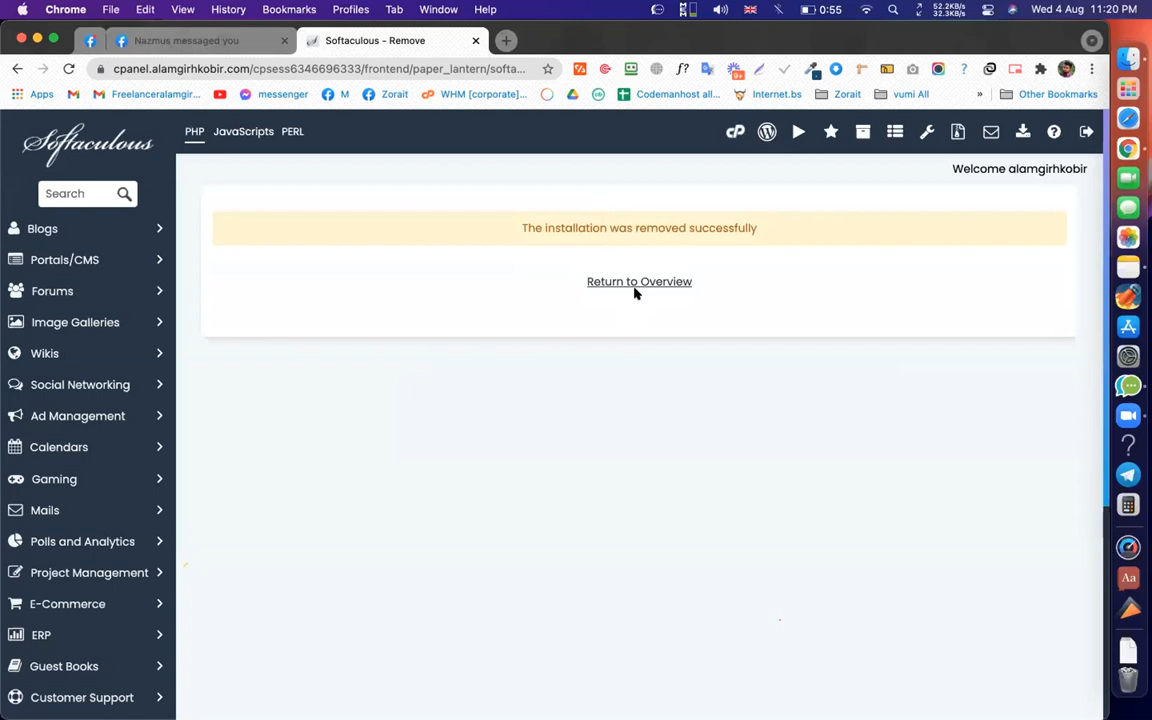 Chrome File Edit View History Bookmarks Profiles Tab Window Help 0:55 52.2KB/s 32.3KB/s Wed 4 Aug 11:20 PM
Nazmus messaged you Softaculous - Remove
cpanel.alamgirhkobir.com/cpsess6346696333/frontend/paper_lantern/softa...
Apps Freelanceralamgir... messenger M Zorait WHM [corporate]... Codemanhost all... Internet.bs Zorait vumi All » Other Bookmarks
Softaculous
PHP JavaScripts PERL
Welcome alamgirhkobir
Search
The installation was removed successfully
Return to Overview
Blogs
Portals/CMS
Forums
Image Galleries
Wikis
Social Networking
Ad Management
Calendars
Gaming
Mails
Polls and Analytics
Project Management
E-Commerce
ERP
Guest Books
Customer Support